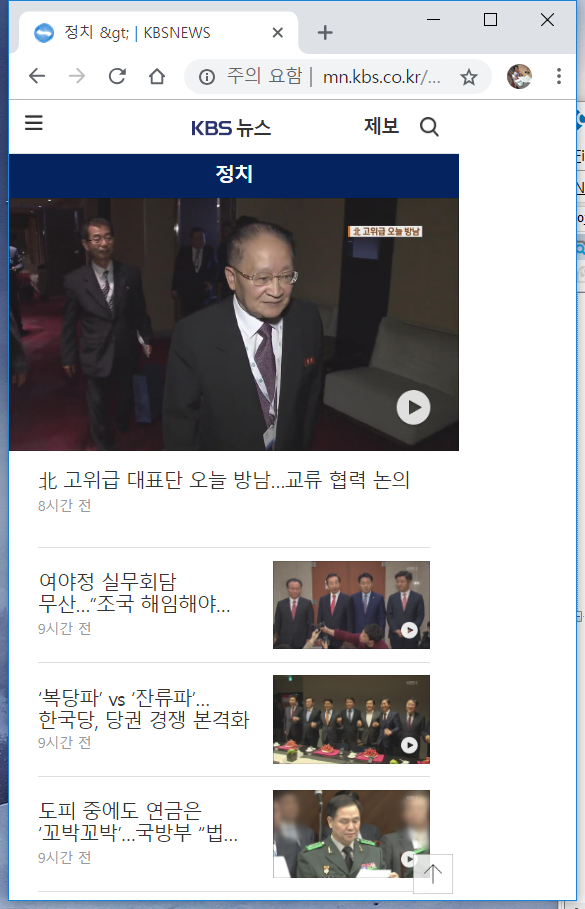 정치 &gt; | KBSNEWS
주의 요함 | mn.kbs.co.kr/...
KBS 뉴스
제보
정치
北 고위급 오늘 방남
北 고위급 대표단 오늘 방남...교류 협력 논의
8시간 전
여야정 실무회담
무산...“조국 해임해야...
9시간 전
‘복당파’ vs ‘잔류파’...
한국당, 당권 경쟁 본격화
9시간 전
도피 중에도 연금은
‘꼬박꼬박’...국방부 “법...
9시간 전